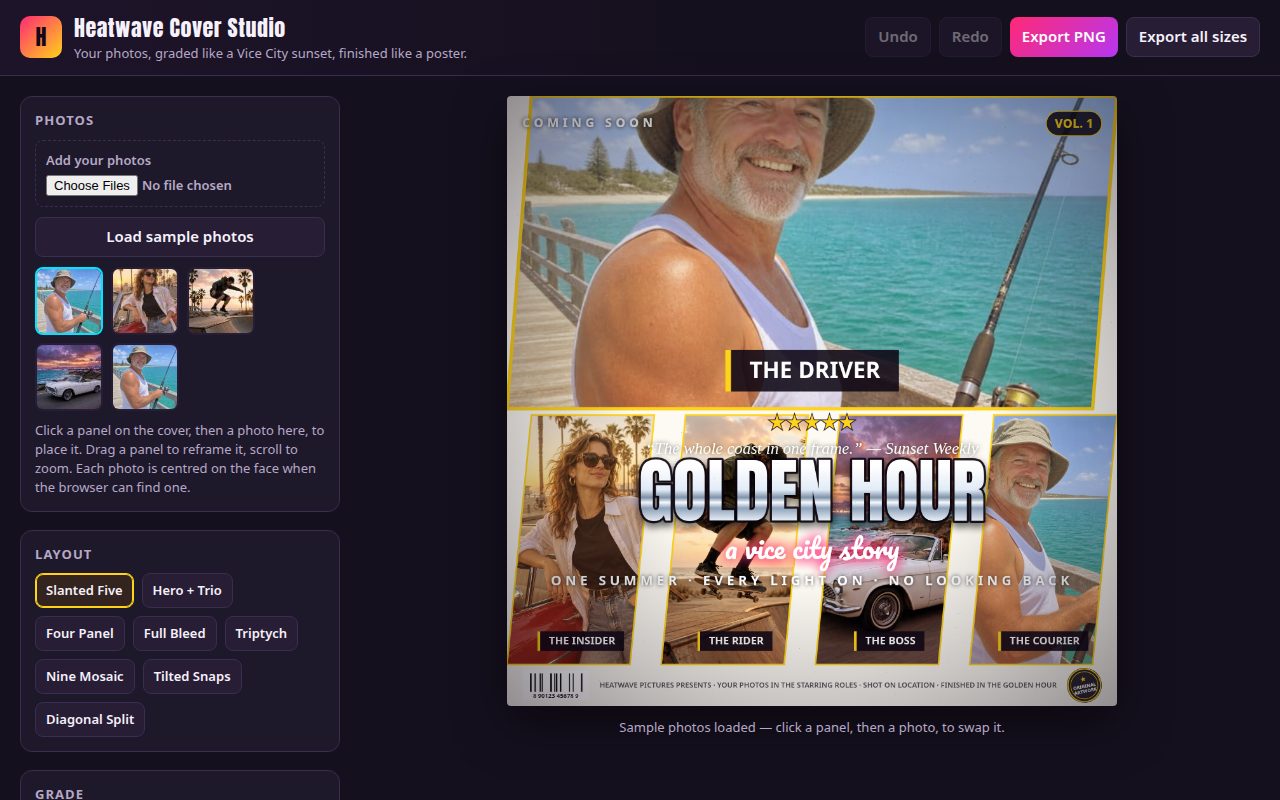 H
Heatwave Cover Studio
Your photos, graded like a Vice City sunset, finished like a poster.
Undo
Redo
Export PNG
Export all sizes
PHOTOS
Add your photos
Choose Files No file chosen
Load sample photos
Click a panel on the cover, then a photo here, to
place it. Drag a panel to reframe it, scroll to
zoom. Each photo is centred on the face when
the browser can find one.
LAYOUT
Slanted Five
Hero + Trio
Four Panel
Full Bleed
Triptych
Nine Mosaic
Tilted Snaps
Diagonal Split
GRADE
COMING SOON
VOL. 1
THE DRIVER
“The whole coast in one frame.” — Sunset Weekly
GOLDEN HOUR
a vice city story
ONE SUMMER · EVERY LIGHT ON · NO LOOKING BACK
THE INSIDER
THE RIDER
THE BOSS
THE COURIER
8 90123 45678 9
HEATWAVE PICTURES PRESENTS · YOUR PHOTOS IN THE STARRING ROLES · SHOT ON LOCATION · FINISHED IN THE GOLDEN HOUR
ORIGINAL
ARTWORK
Sample photos loaded — click a panel, then a photo, to swap it.